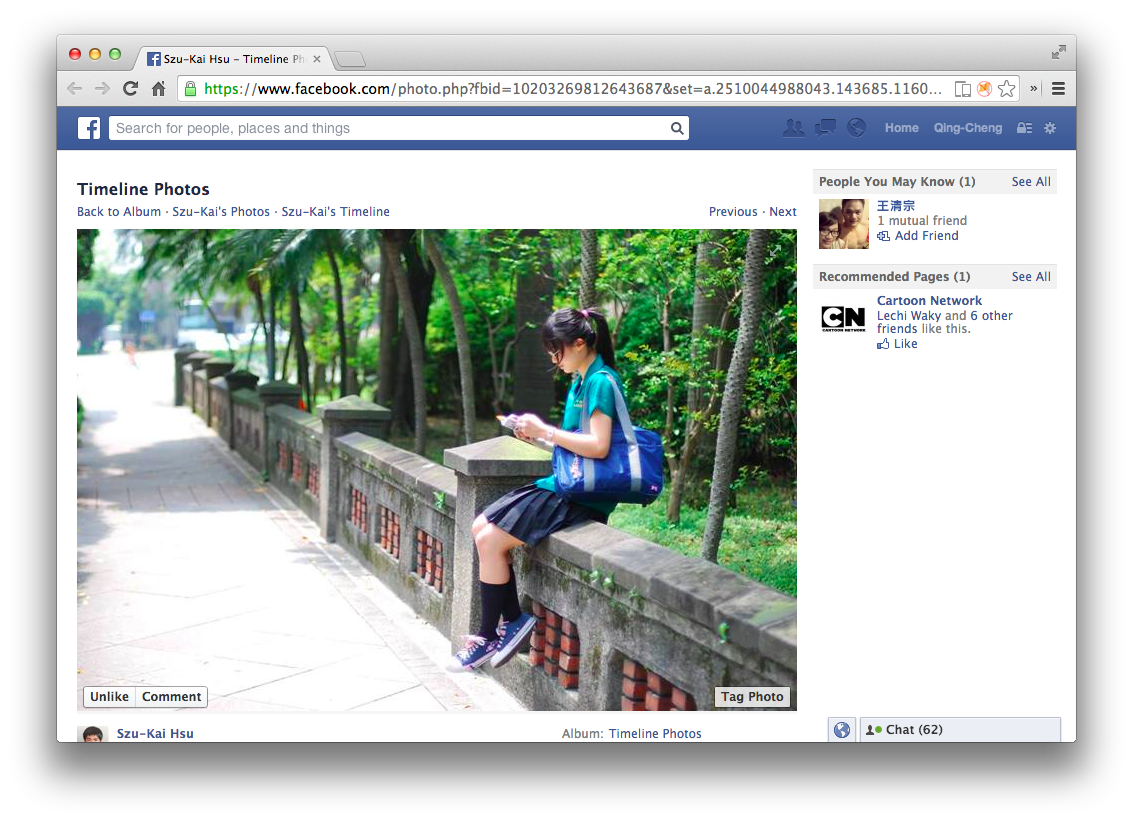 Szu-Kai Hsu – Timeline Ph
https://www.facebook.com/photo.php?fbid=10203269812643687&set=a.2510044988043.143685.1160...
Search for people, places and things
Home Qing-Cheng
Timeline Photos
Back to Album · Szu-Kai's Photos · Szu-Kai's Timeline
Previous · Next
Unlike Comment
Tag Photo
Szu-Kai Hsu
Album: Timeline Photos
People You May Know (1) See All
王清宗
1 mutual friend
Add Friend
Recommended Pages (1) See All
CN
CARTOON NETWORK
Cartoon Network
Lechi Waky and 6 other
friends like this.
Like
Chat (62)